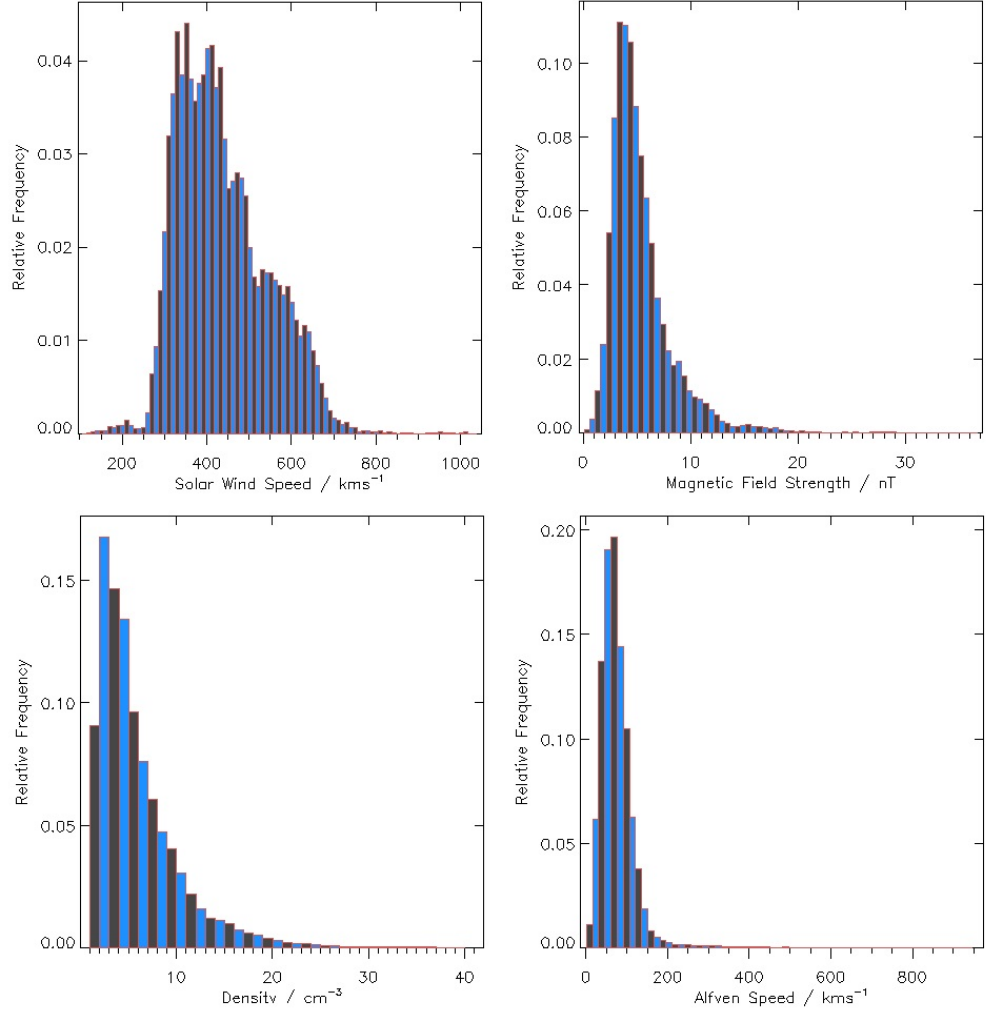 0.04
0.03
0.02
0.01
0.00
Relative Frequency
200 400 600 800 1000
Solar Wind Speed / kms⁻¹
0.10
0.08
0.06
0.04
0.02
0.00
Relative Frequency
0 10 20 30
Magnetic Field Strength / nT
0.15
0.10
0.05
0.00
Relative Frequency
10 20 30 40
Density / cm⁻³
0.20
0.15
0.10
0.05
0.00
Relative Frequency
0 200 400 600 800
Alfven Speed / kms⁻¹